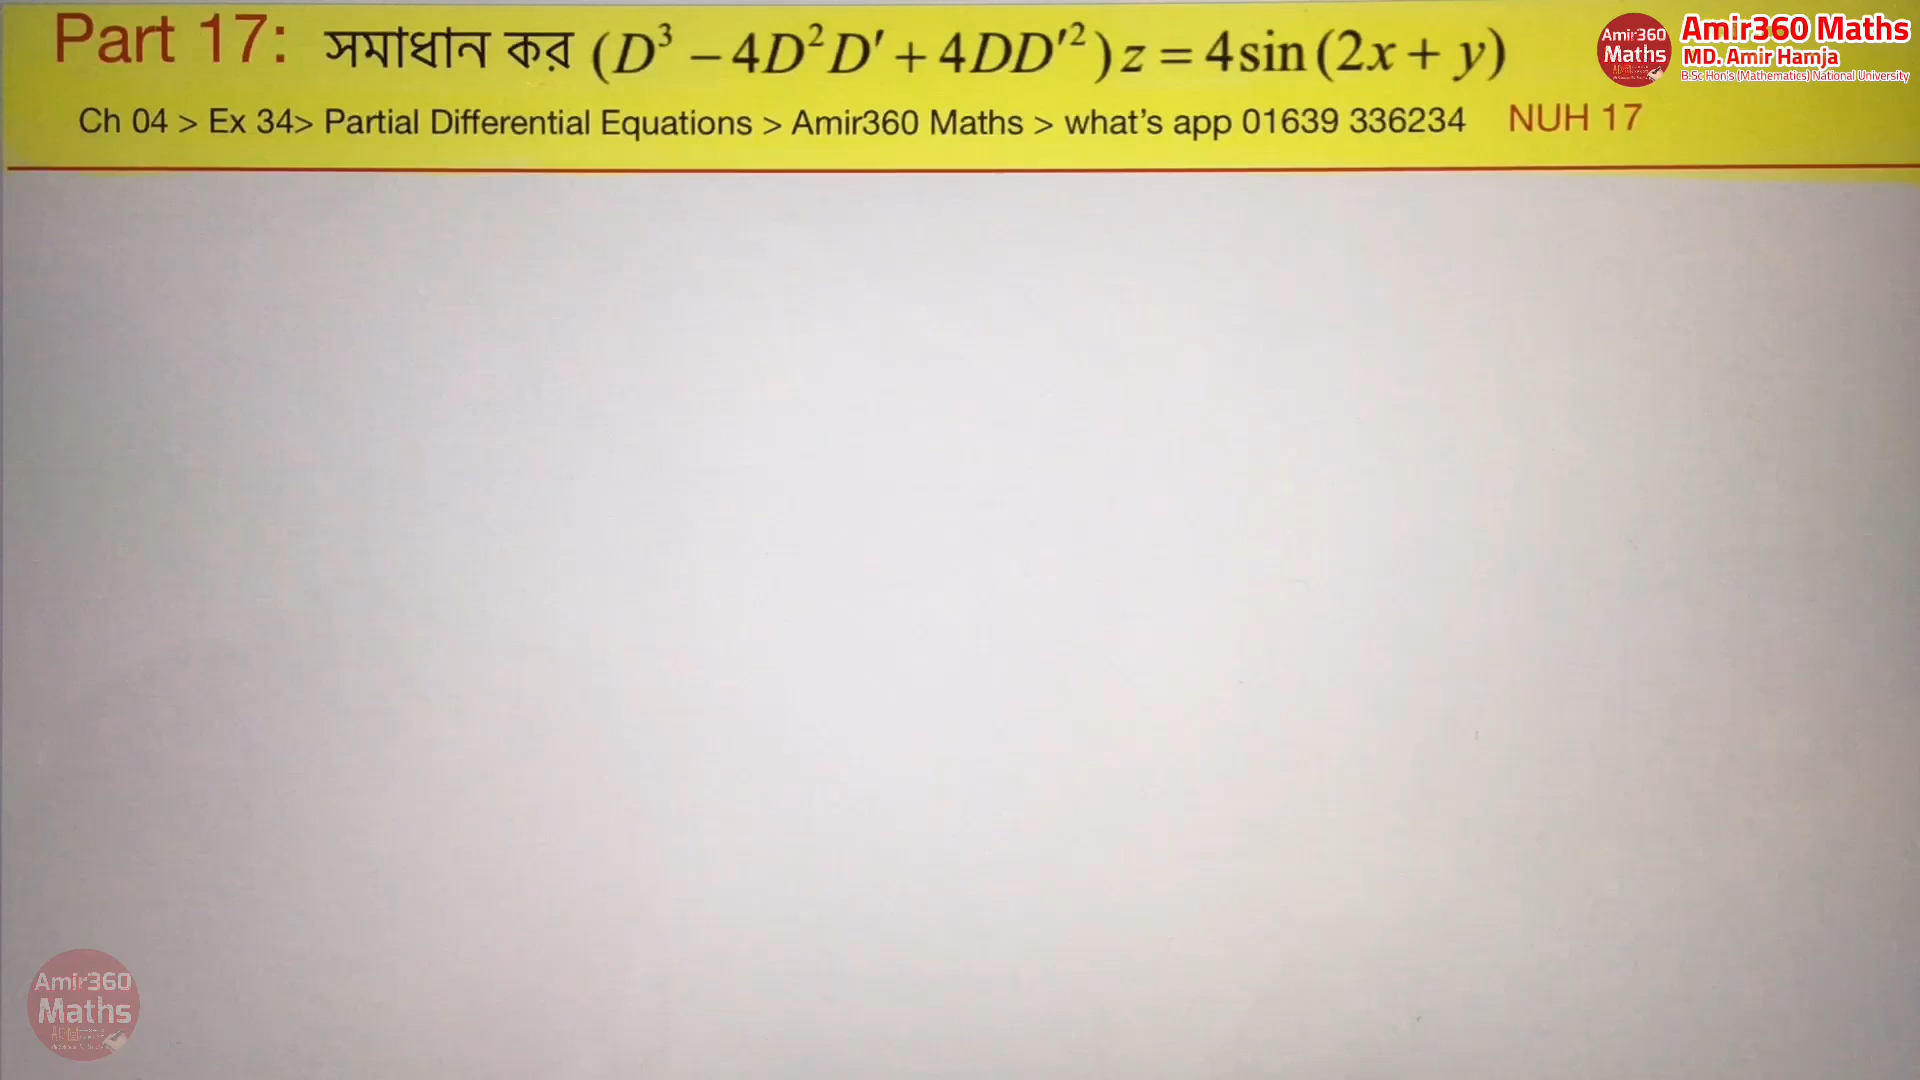 Part 17: সমাধান কর (D³ − 4D²D′ + 4DD′²)z = 4sin(2x + y)
Ch 04 > Ex 34> Partial Differential Equations > Amir360 Maths > what's app 01639 336234 NUH 17
Amir360
Maths
Amir360 Maths
MD. Amir Hamja
B.Sc Hon's (Mathematics) National University
Amir360
Maths